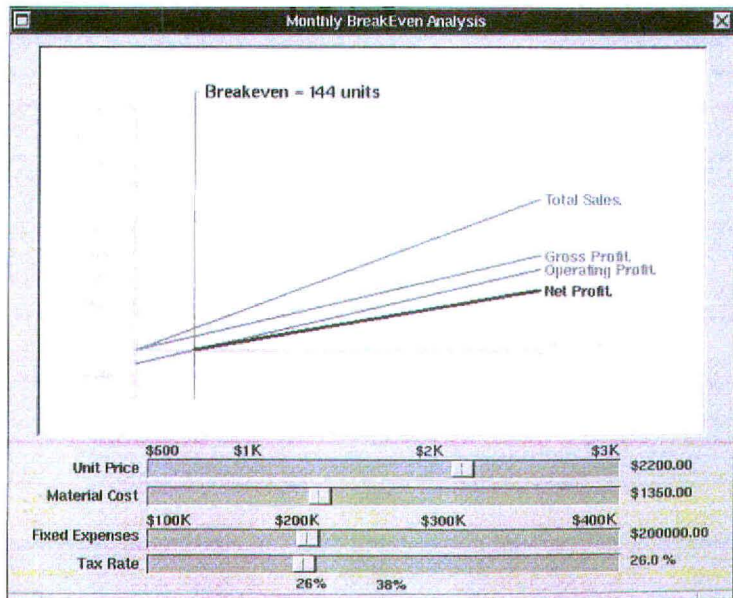 Monthly BreakEven Analysis
Breakeven = 144 units
Total Sales.
Gross Profit.
Operating Profit.
Net Profit.
$500 $1K $2K $3K
Unit Price $2200.00
Material Cost $1350.00
$100K $200K $300K $400K
Fixed Expenses $200000.00
Tax Rate 26.0 %
26% 38%